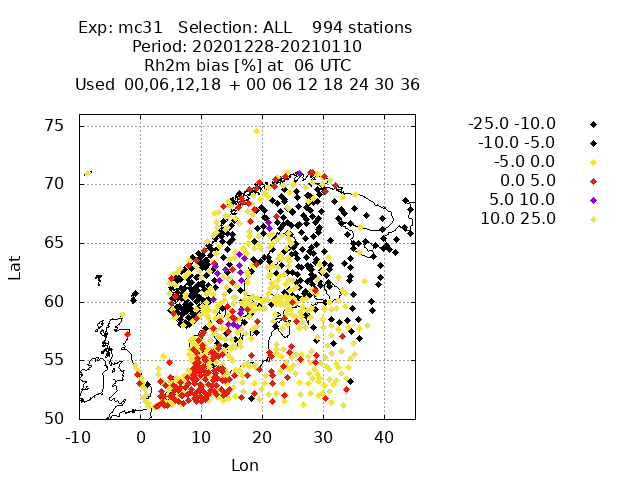 Exp: mc31   Selection: ALL    994 stations
Period: 20201228-20210110
Rh2m bias [%] at  06 UTC
Used  00,06,12,18  + 00 06 12 18 24 30 36
-25.0 -10.0
-10.0 -5.0
-5.0 0.0
0.0 5.0
5.0 10.0
10.0 25.0
75
70
65
60
55
50
Lat
-10 0 10 20 30 40
Lon